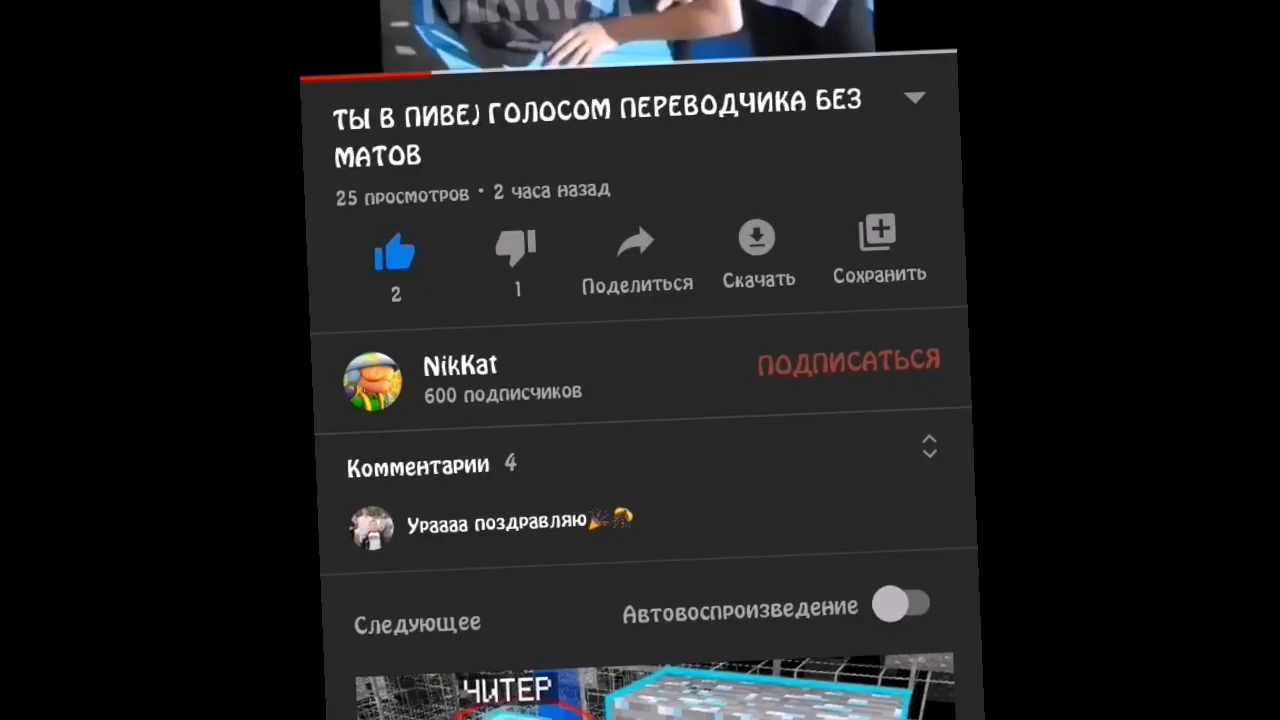 NikKat
ТЫ В ПИВЕ) ГОЛОСОМ ПЕРЕВОДЧИКА БЕЗ
МАТОВ
25 просмотров • 2 часа назад
2
1
Поделиться
Скачать
Сохранить
NikKat
600 подписчиков
ПОДПИСАТЬСЯ
Комментарии 4
Ураааа поздравляю🎉
Следующее
Автовоспроизведение
ЧИТЕР